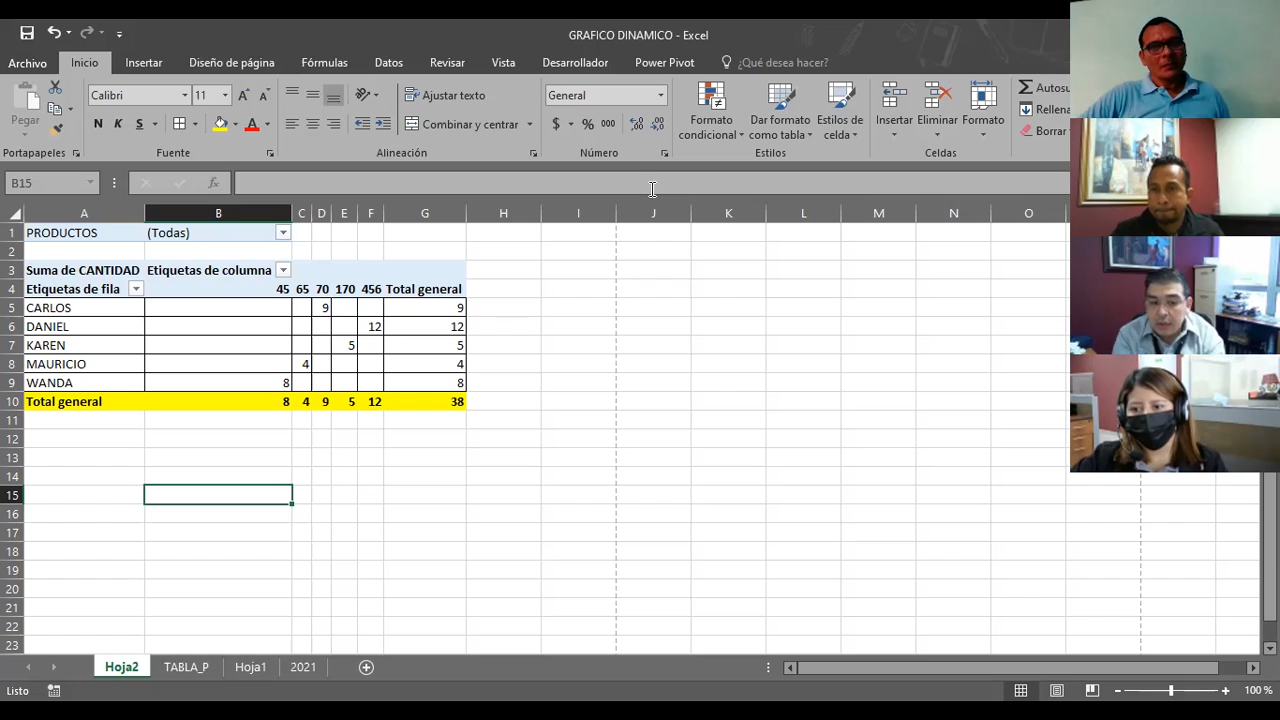 GRAFICO DINAMICO - Excel
Archivo Inicio Insertar Diseño de página Fórmulas Datos Revisar Vista Desarrollador Power Pivot ¿Qué desea hacer?
Pegar
Calibri 11
N K S
Ajustar texto
Combinar y centrar
General
$ % 000
Formato condicional
Dar formato como tabla
Estilos de celda
Insertar Eliminar Formato
Autosu
Rellena
Borrar
Portapapeles Fuente Alineación Número Estilos Celdas
B15 fx
A B C D E F G H I J K L M N O
1 PRODUCTOS (Todas)
2
3 Suma de CANTIDAD Etiquetas de columna
4 Etiquetas de fila 45 65 70 170 456 Total general
5 CARLOS 9 9
6 DANIEL 12 12
7 KAREN 5 5
8 MAURICIO 4 4
9 WANDA 8 8
10 Total general 8 4 9 5 12 38
11
12
13
14
15
16
17
18
19
20
21
22
23
Hoja2 TABLA_P Hoja1 2021
Listo 100 %